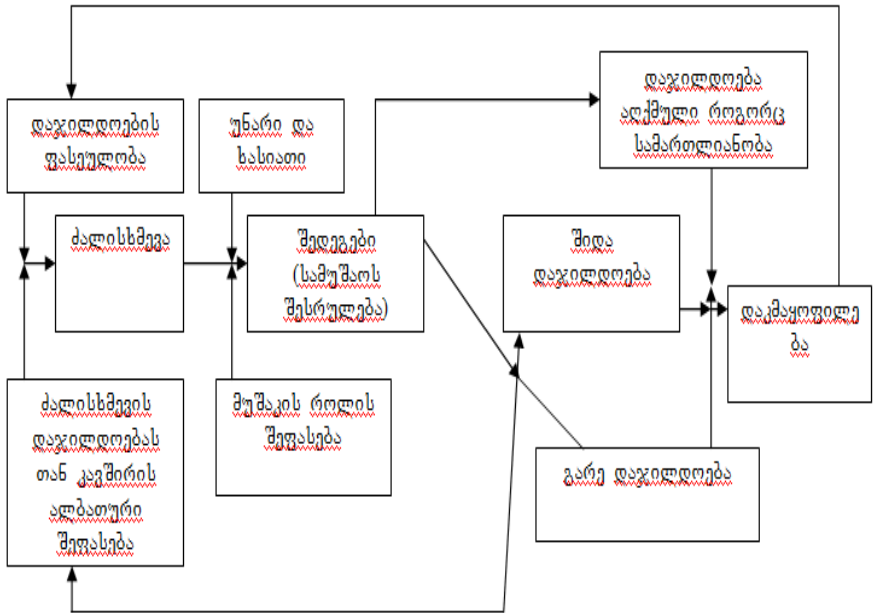 დაჯილდოება
აღქმული როგორც
სამართლიანობა
დაჯილდოების
ფასეულობა
უნარი და
ხასიათი
ძალისხმევა
შედეგები
(სამუშაოს
შესრულება)
შიდა
დაჯილდოება
დაკმაყოფილე
ბა
ძალისხმევის
დაჯილდოებას
თან კავშირის
ალბათური
შეფასება
მუშაკის როლის
შეფასება
გარე დაჯილდოება